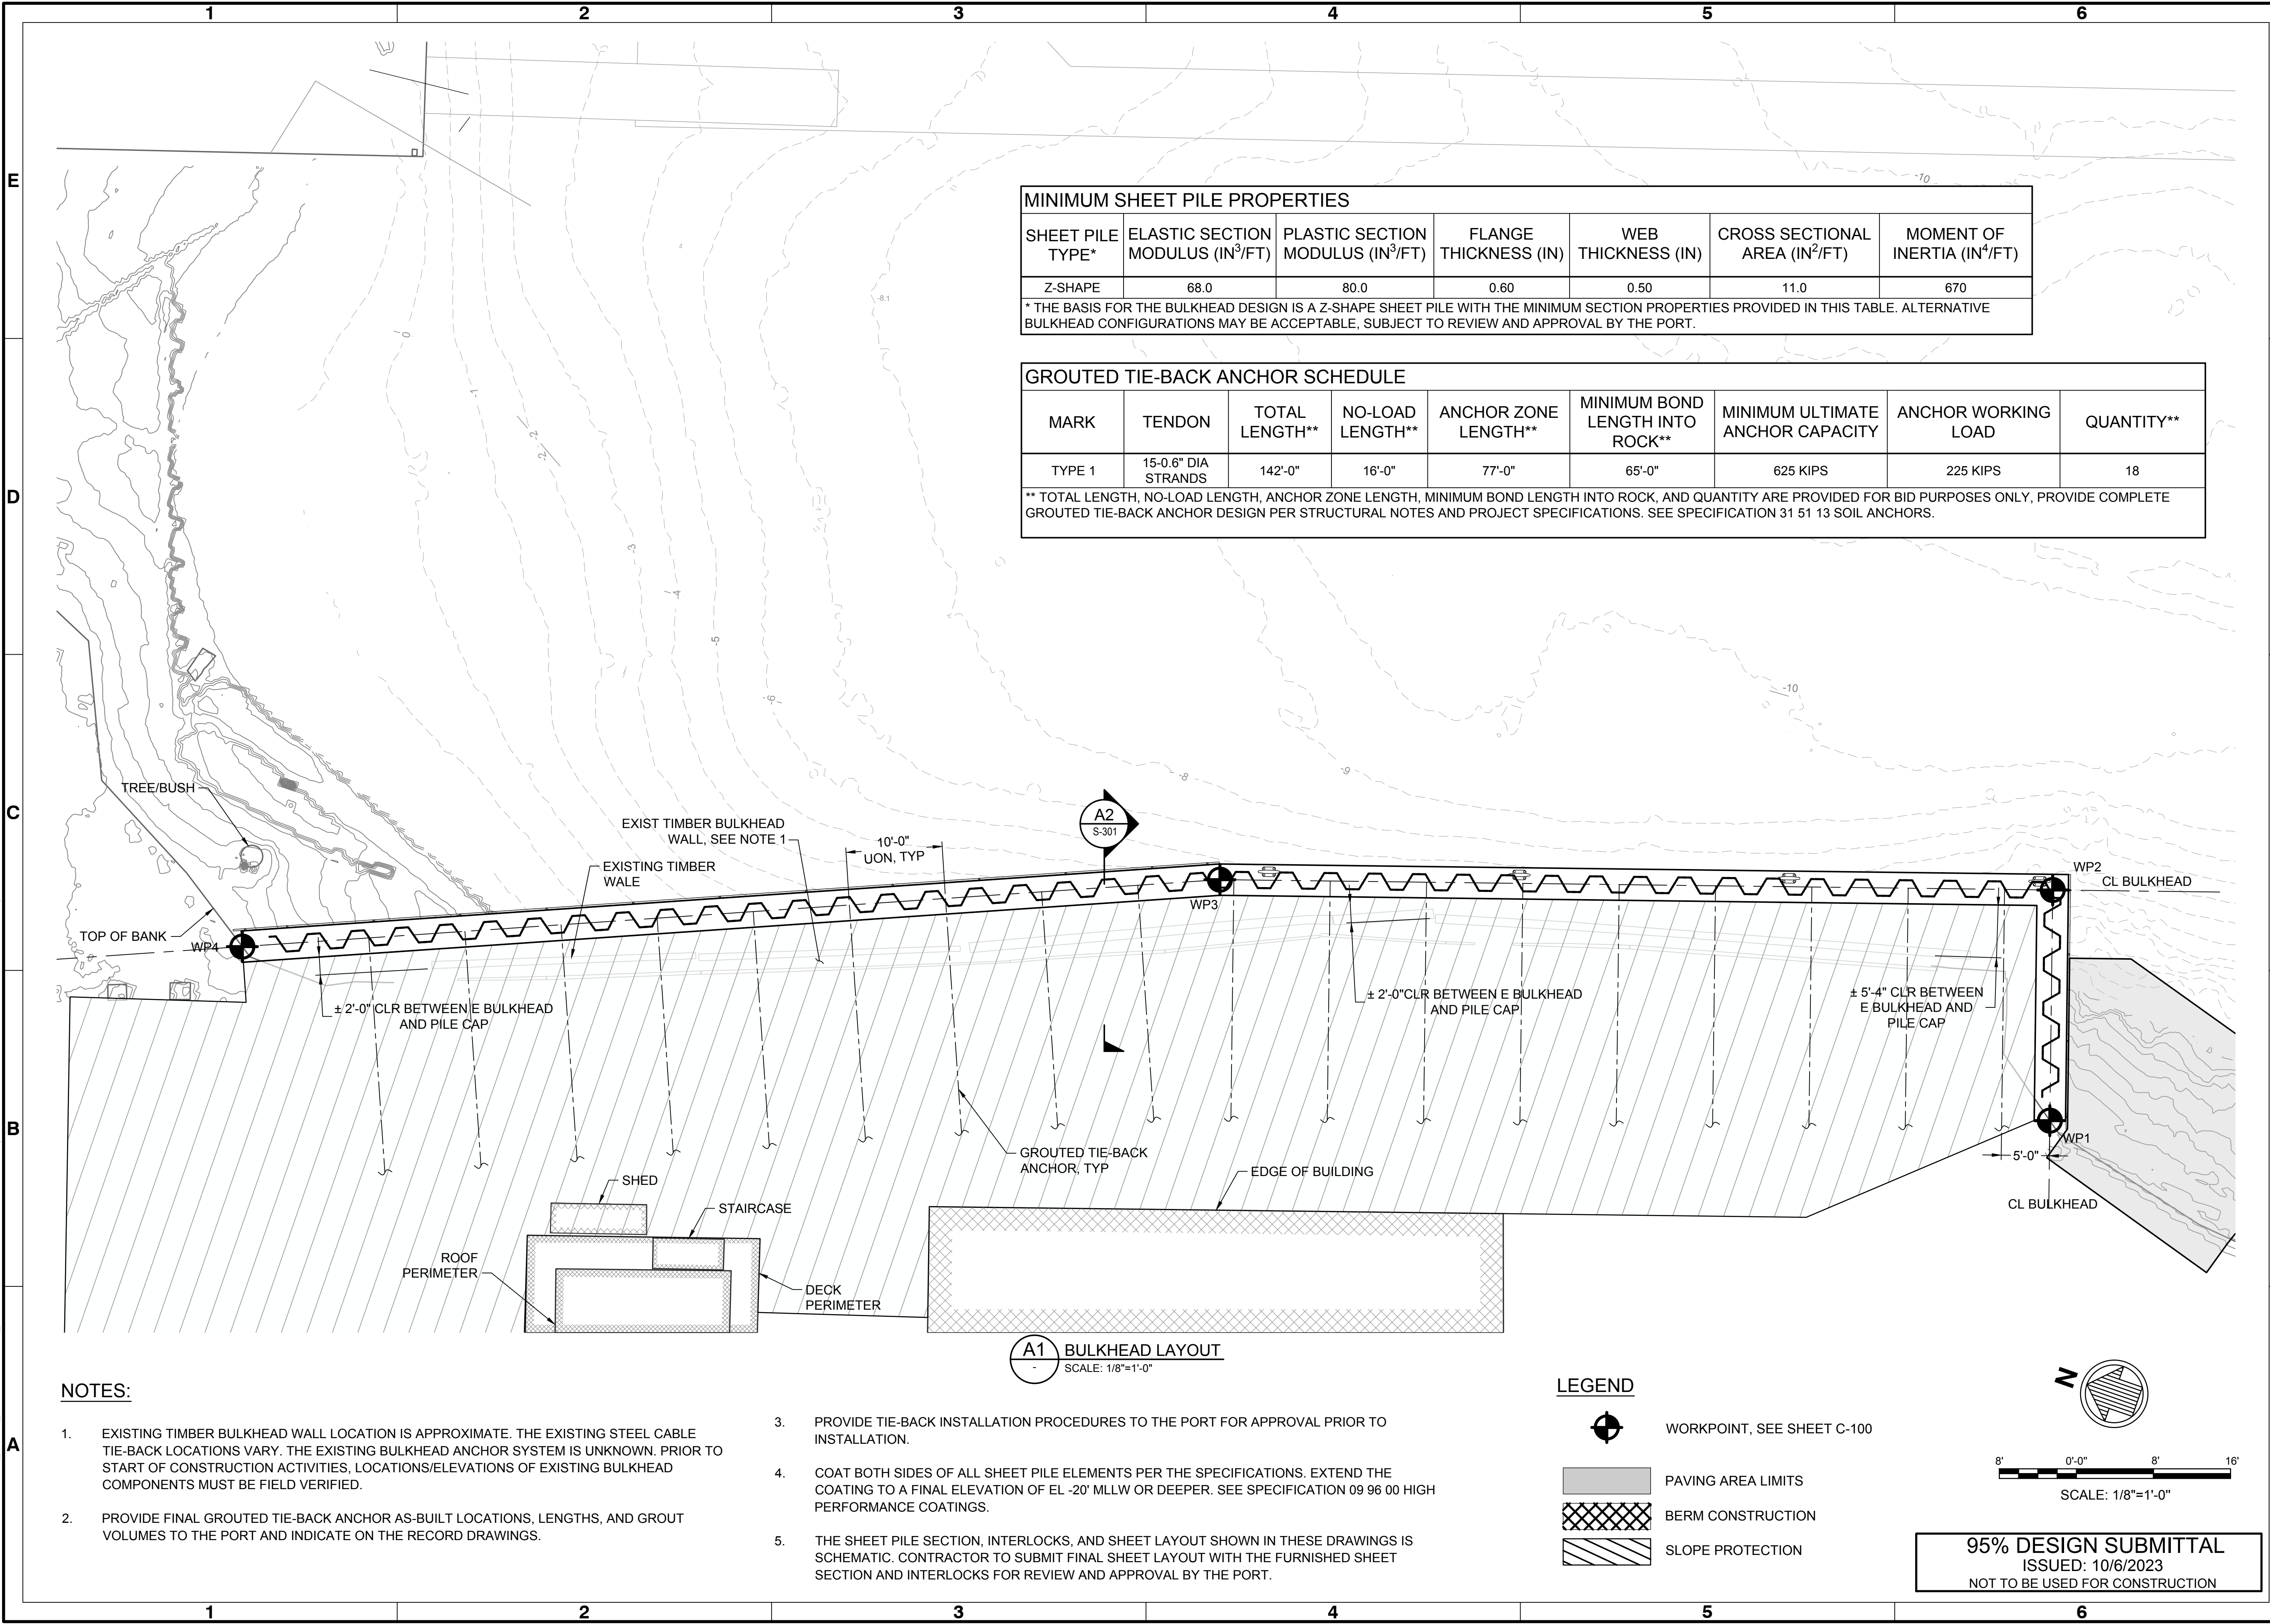 1 2 3 4 5 6
E
D
C
B
A
-10
MINIMUM SHEET PILE PROPERTIES
SHEET PILE TYPE*
ELASTIC SECTION MODULUS (IN³/FT)
PLASTIC SECTION MODULUS (IN³/FT)
FLANGE THICKNESS (IN)
WEB THICKNESS (IN)
CROSS SECTIONAL AREA (IN²/FT)
MOMENT OF INERTIA (IN⁴/FT)
Z-SHAPE 68.0 80.0 0.60 0.50 11.0 670
* THE BASIS FOR THE BULKHEAD DESIGN IS A Z-SHAPE SHEET PILE WITH THE MINIMUM SECTION PROPERTIES PROVIDED IN THIS TABLE. ALTERNATIVE
BULKHEAD CONFIGURATIONS MAY BE ACCEPTABLE, SUBJECT TO REVIEW AND APPROVAL BY THE PORT.
GROUTED TIE-BACK ANCHOR SCHEDULE
MARK
TENDON
TOTAL LENGTH**
NO-LOAD LENGTH**
ANCHOR ZONE LENGTH**
MINIMUM BOND LENGTH INTO ROCK**
MINIMUM ULTIMATE ANCHOR CAPACITY
ANCHOR WORKING LOAD
QUANTITY**
TYPE 1 15-0.6" DIA STRANDS 142'-0" 16'-0" 77'-0" 65'-0" 625 KIPS 225 KIPS 18
** TOTAL LENGTH, NO-LOAD LENGTH, ANCHOR ZONE LENGTH, MINIMUM BOND LENGTH INTO ROCK, AND QUANTITY ARE PROVIDED FOR BID PURPOSES ONLY, PROVIDE COMPLETE
GROUTED TIE-BACK ANCHOR DESIGN PER STRUCTURAL NOTES AND PROJECT SPECIFICATIONS. SEE SPECIFICATION 31 51 13 SOIL ANCHORS.
-8.1
0
-1
-2
-2
-3
-4
-5
-6
-8
-9
-10
TREE/BUSH
EXIST TIMBER BULKHEAD
WALL, SEE NOTE 1
EXISTING TIMBER
WALE
10'-0"
UON, TYP
A2
S-301
WP2
CL BULKHEAD
WP3
TOP OF BANK
WP4
± 2'-0" CLR BETWEEN E BULKHEAD
AND PILE CAP
± 2'-0"CLR BETWEEN E BULKHEAD
AND PILE CAP
± 5'-4" CLR BETWEEN
E BULKHEAD AND
PILE CAP
WP1
5'-0"
CL BULKHEAD
GROUTED TIE-BACK
ANCHOR, TYP
EDGE OF BUILDING
SHED
STAIRCASE
ROOF
PERIMETER
DECK
PERIMETER
A1
-
BULKHEAD LAYOUT
SCALE: 1/8"=1'-0"
NOTES:
1. EXISTING TIMBER BULKHEAD WALL LOCATION IS APPROXIMATE. THE EXISTING STEEL CABLE
TIE-BACK LOCATIONS VARY. THE EXISTING BULKHEAD ANCHOR SYSTEM IS UNKNOWN. PRIOR TO
START OF CONSTRUCTION ACTIVITIES, LOCATIONS/ELEVATIONS OF EXISTING BULKHEAD
COMPONENTS MUST BE FIELD VERIFIED.
2. PROVIDE FINAL GROUTED TIE-BACK ANCHOR AS-BUILT LOCATIONS, LENGTHS, AND GROUT
VOLUMES TO THE PORT AND INDICATE ON THE RECORD DRAWINGS.
3. PROVIDE TIE-BACK INSTALLATION PROCEDURES TO THE PORT FOR APPROVAL PRIOR TO
INSTALLATION.
4. COAT BOTH SIDES OF ALL SHEET PILE ELEMENTS PER THE SPECIFICATIONS. EXTEND THE
COATING TO A FINAL ELEVATION OF EL -20' MLLW OR DEEPER. SEE SPECIFICATION 09 96 00 HIGH
PERFORMANCE COATINGS.
5. THE SHEET PILE SECTION, INTERLOCKS, AND SHEET LAYOUT SHOWN IN THESE DRAWINGS IS
SCHEMATIC. CONTRACTOR TO SUBMIT FINAL SHEET LAYOUT WITH THE FURNISHED SHEET
SECTION AND INTERLOCKS FOR REVIEW AND APPROVAL BY THE PORT.
LEGEND
WORKPOINT, SEE SHEET C-100
PAVING AREA LIMITS
BERM CONSTRUCTION
SLOPE PROTECTION
N
8' 0'-0" 8' 16'
SCALE: 1/8"=1'-0"
95% DESIGN SUBMITTAL
ISSUED: 10/6/2023
NOT TO BE USED FOR CONSTRUCTION
1 2 3 4 5 6